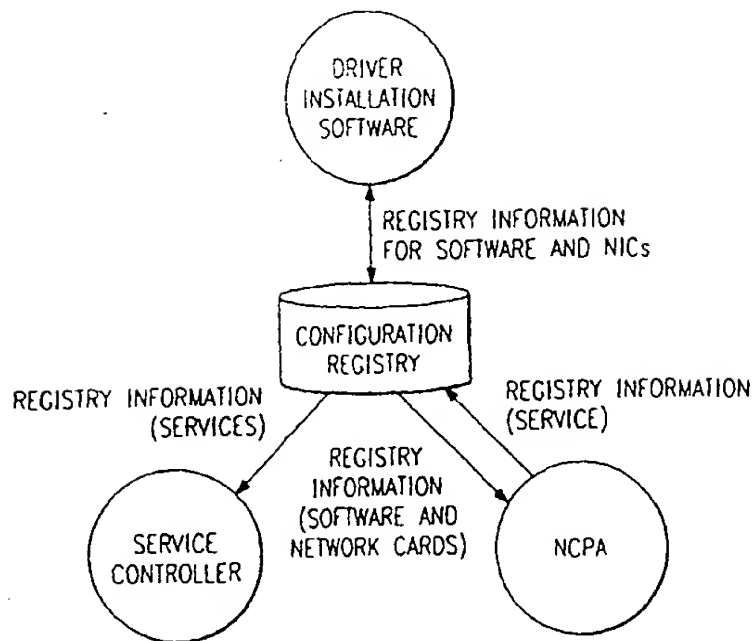 DRIVER
INSTALLATION
SOFTWARE
REGISTRY INFORMATION
FOR SOFTWARE AND NICs
CONFIGURATION
REGISTRY
REGISTRY INFORMATION
(SERVICES)
REGISTRY INFORMATION
(SERVICE)
REGISTRY
INFORMATION
(SOFTWARE AND
NETWORK CARDS)
SERVICE
CONTROLLER
NCPA